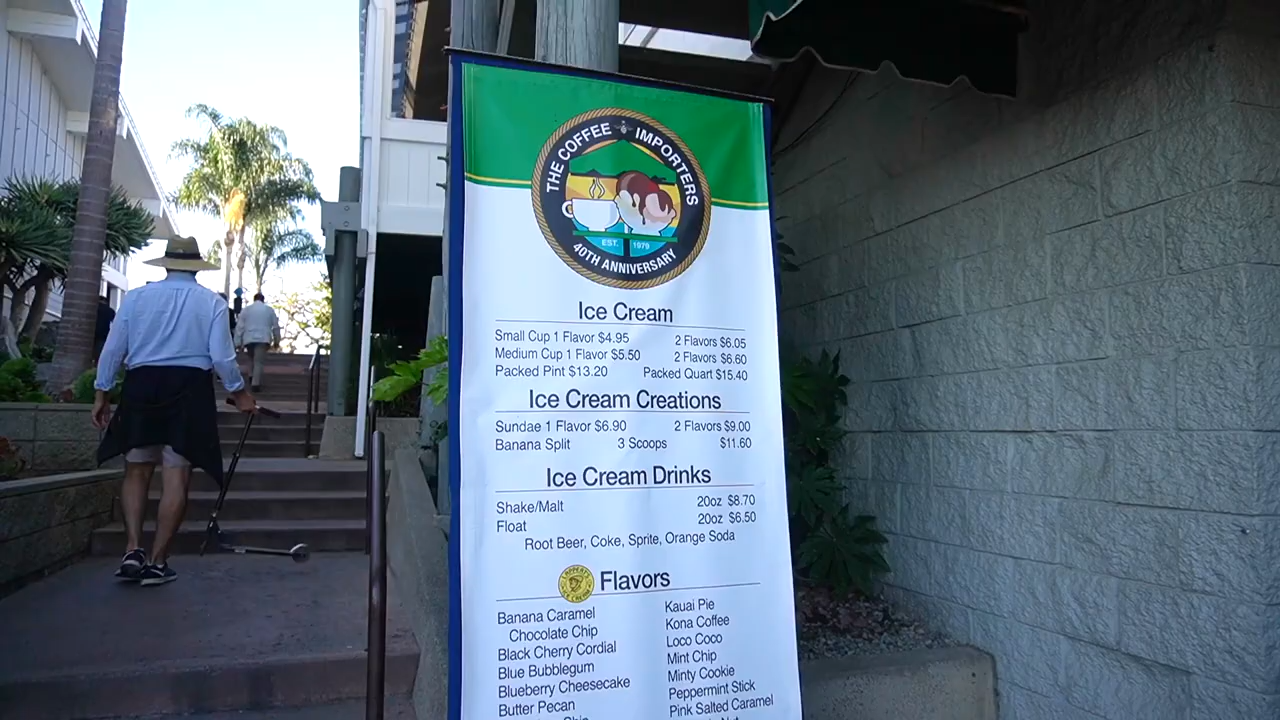 THE COFFEE IMPORTERS
EST. 1979
40TH ANNIVERSARY
Ice Cream
Small Cup 1 Flavor $4.95 2 Flavors $6.05
Medium Cup 1 Flavor $5.50 2 Flavors $6.60
Packed Pint $13.20 Packed Quart $15.40
Ice Cream Creations
Sundae 1 Flavor $6.90 2 Flavors $9.00
Banana Split 3 Scoops $11.60
Ice Cream Drinks
Shake/Malt 20oz $8.70
Float 20oz $6.50
Root Beer, Coke, Sprite, Orange Soda
Flavors
Banana Caramel
Chocolate Chip
Black Cherry Cordial
Blue Bubblegum
Blueberry Cheesecake
Butter Pecan
Kauai Pie
Kona Coffee
Loco Coco
Mint Chip
Minty Cookie
Peppermint Stick
Pink Salted Caramel